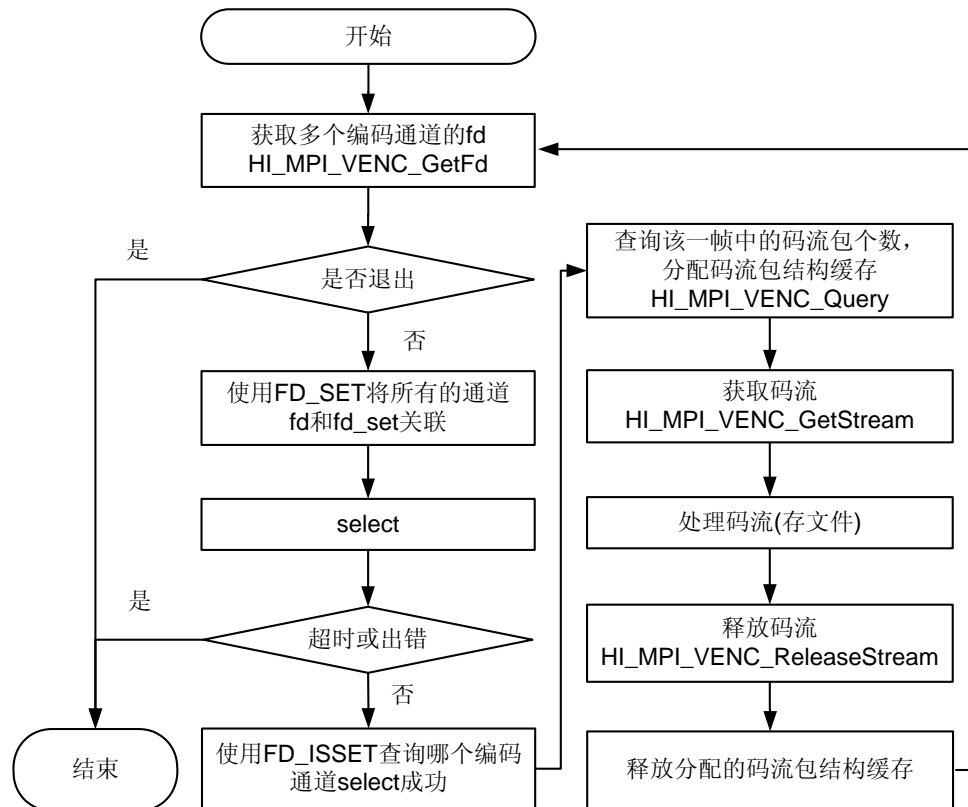 开始
获取多个编码通道的fd
HI_MPI_VENC_GetFd
是
是否退出
否
使用FD_SET将所有的通道
fd和fd_set关联
select
是
超时或出错
否
结束
使用FD_ISSET查询哪个编码
通道select成功
查询该一帧中的码流包个数，
分配码流包结构缓存
HI_MPI_VENC_Query
获取码流
HI_MPI_VENC_GetStream
处理码流(存文件)
释放码流
HI_MPI_VENC_ReleaseStream
释放分配的码流包结构缓存